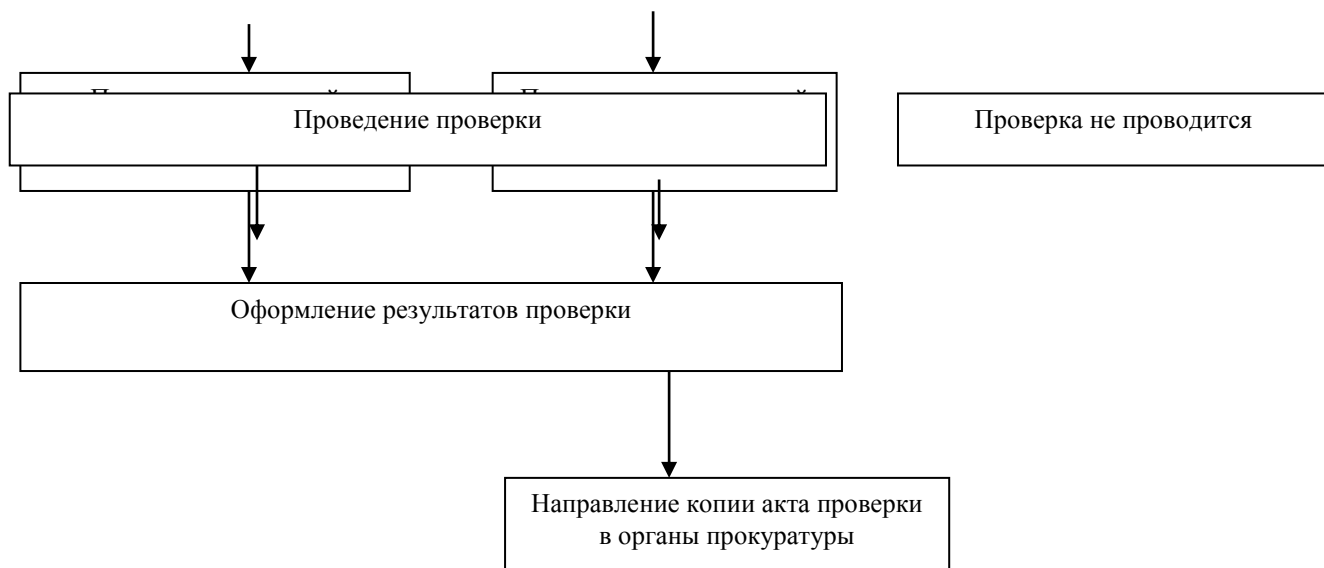 Проведение проверки
Проверка не проводится
Оформление результатов проверки
Направление копии акта проверки
в органы прокуратуры